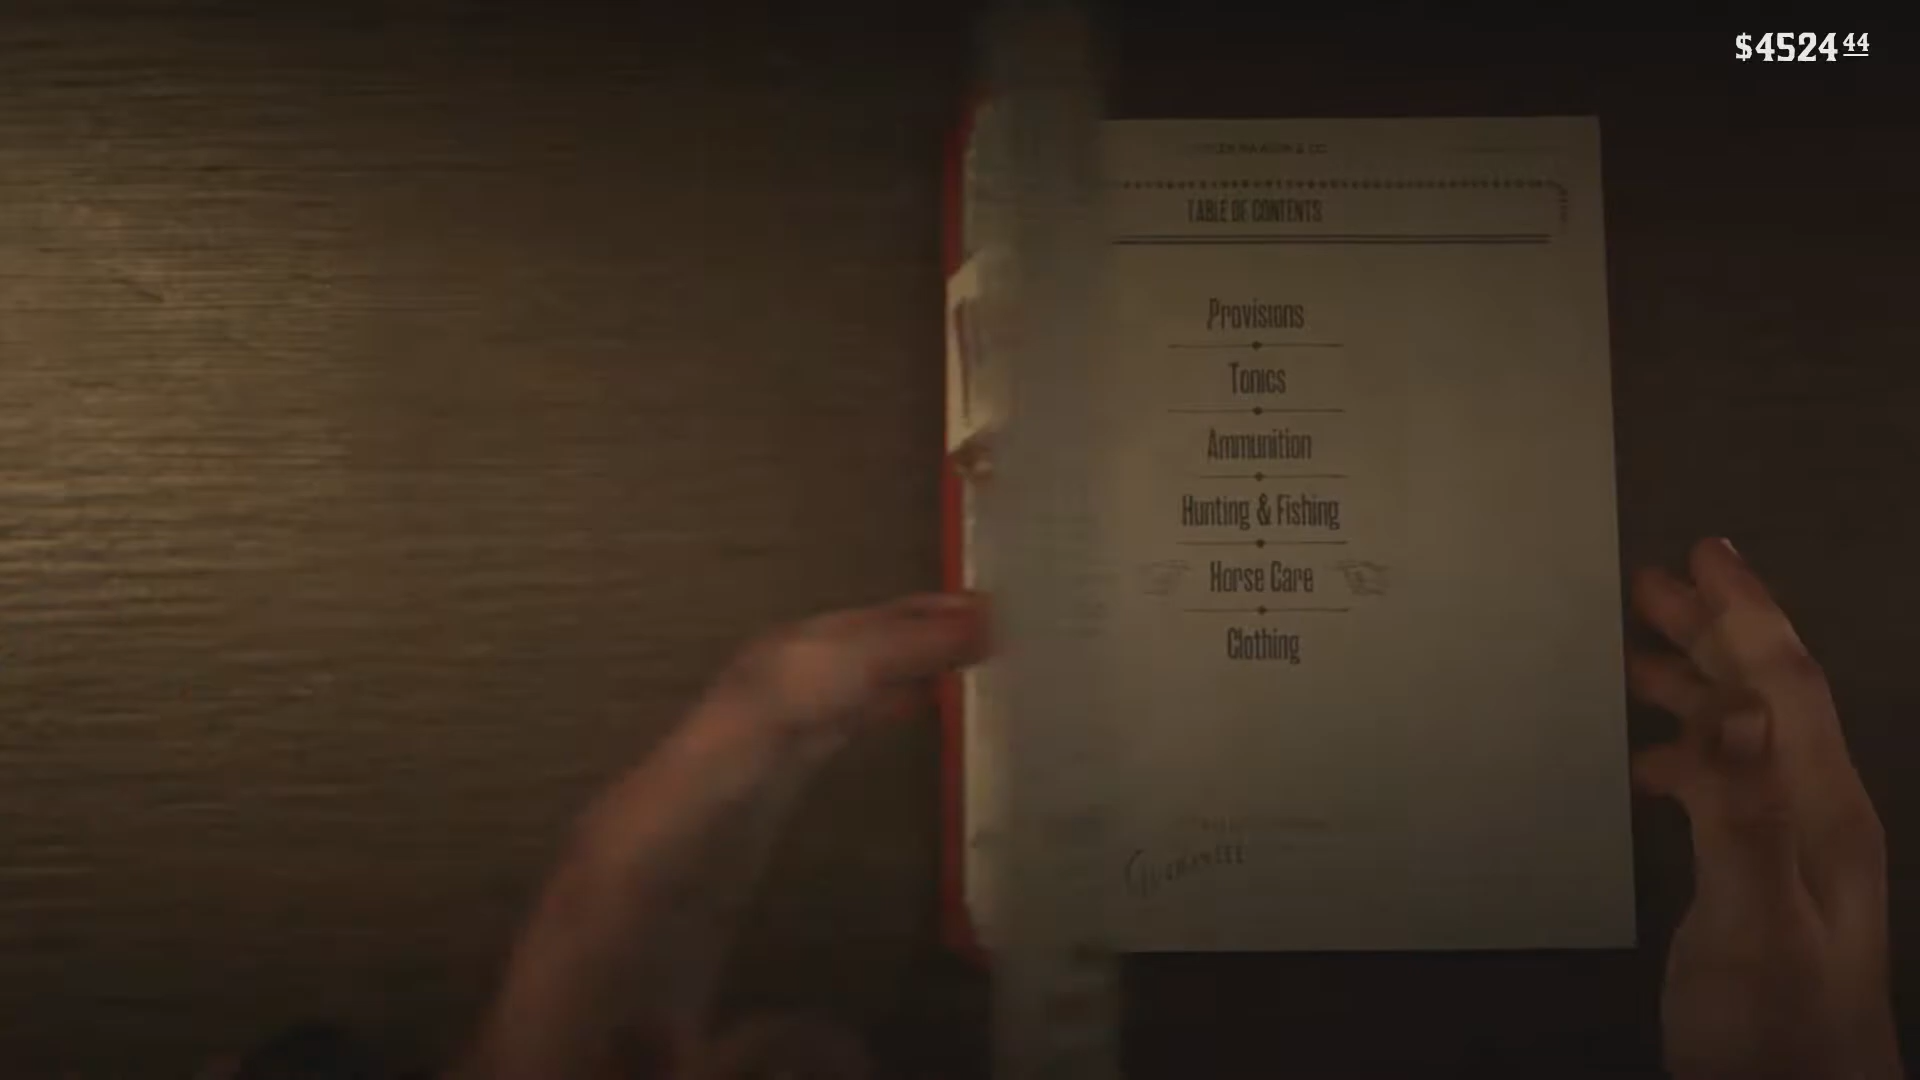 $4524 44
TABLE OF CONTENTS
Provisions
Tonics
Ammunition
Hunting & Fishing
Horse Care
Clothing